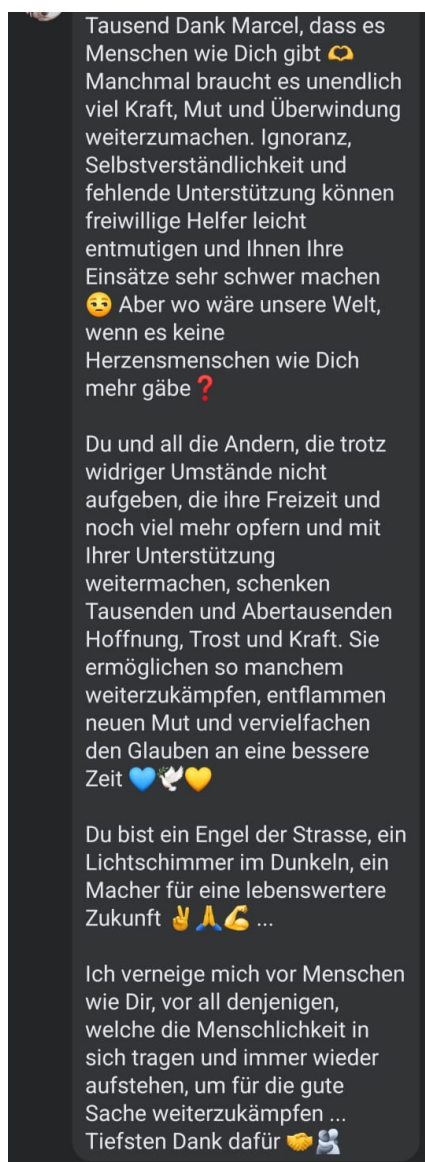 Tausend Dank Marcel, dass es
Menschen wie Dich gibt 🫶
Manchmal braucht es unendlich
viel Kraft, Mut und Überwindung
weiterzumachen. Ignoranz,
Selbstverständlichkeit und
fehlende Unterstützung können
freiwillige Helfer leicht
entmutigen und Ihnen Ihre
Einsätze sehr schwer machen
😒 Aber wo wäre unsere Welt,
wenn es keine
Herzensmenschen wie Dich
mehr gäbe❓
Du und all die Andern, die trotz
widriger Umstände nicht
aufgeben, die ihre Freizeit und
noch viel mehr opfern und mit
Ihrer Unterstützung
weitermachen, schenken
Tausenden und Abertausenden
Hoffnung, Trost und Kraft. Sie
ermöglichen so manchem
weiterzukämpfen, entflammen
neuen Mut und vervielfachen
den Glauben an eine bessere
Zeit 💙🕊💛
Du bist ein Engel der Strasse, ein
Lichtschimmer im Dunkeln, ein
Macher für eine lebenswertere
Zukunft ✌🙏💪 ...
Ich verneige mich vor Menschen
wie Dir, vor all denjenigen,
welche die Menschlichkeit in
sich tragen und immer wieder
aufstehen, um für die gute
Sache weiterzukämpfen ...
Tiefsten Dank dafür 🤝🫂